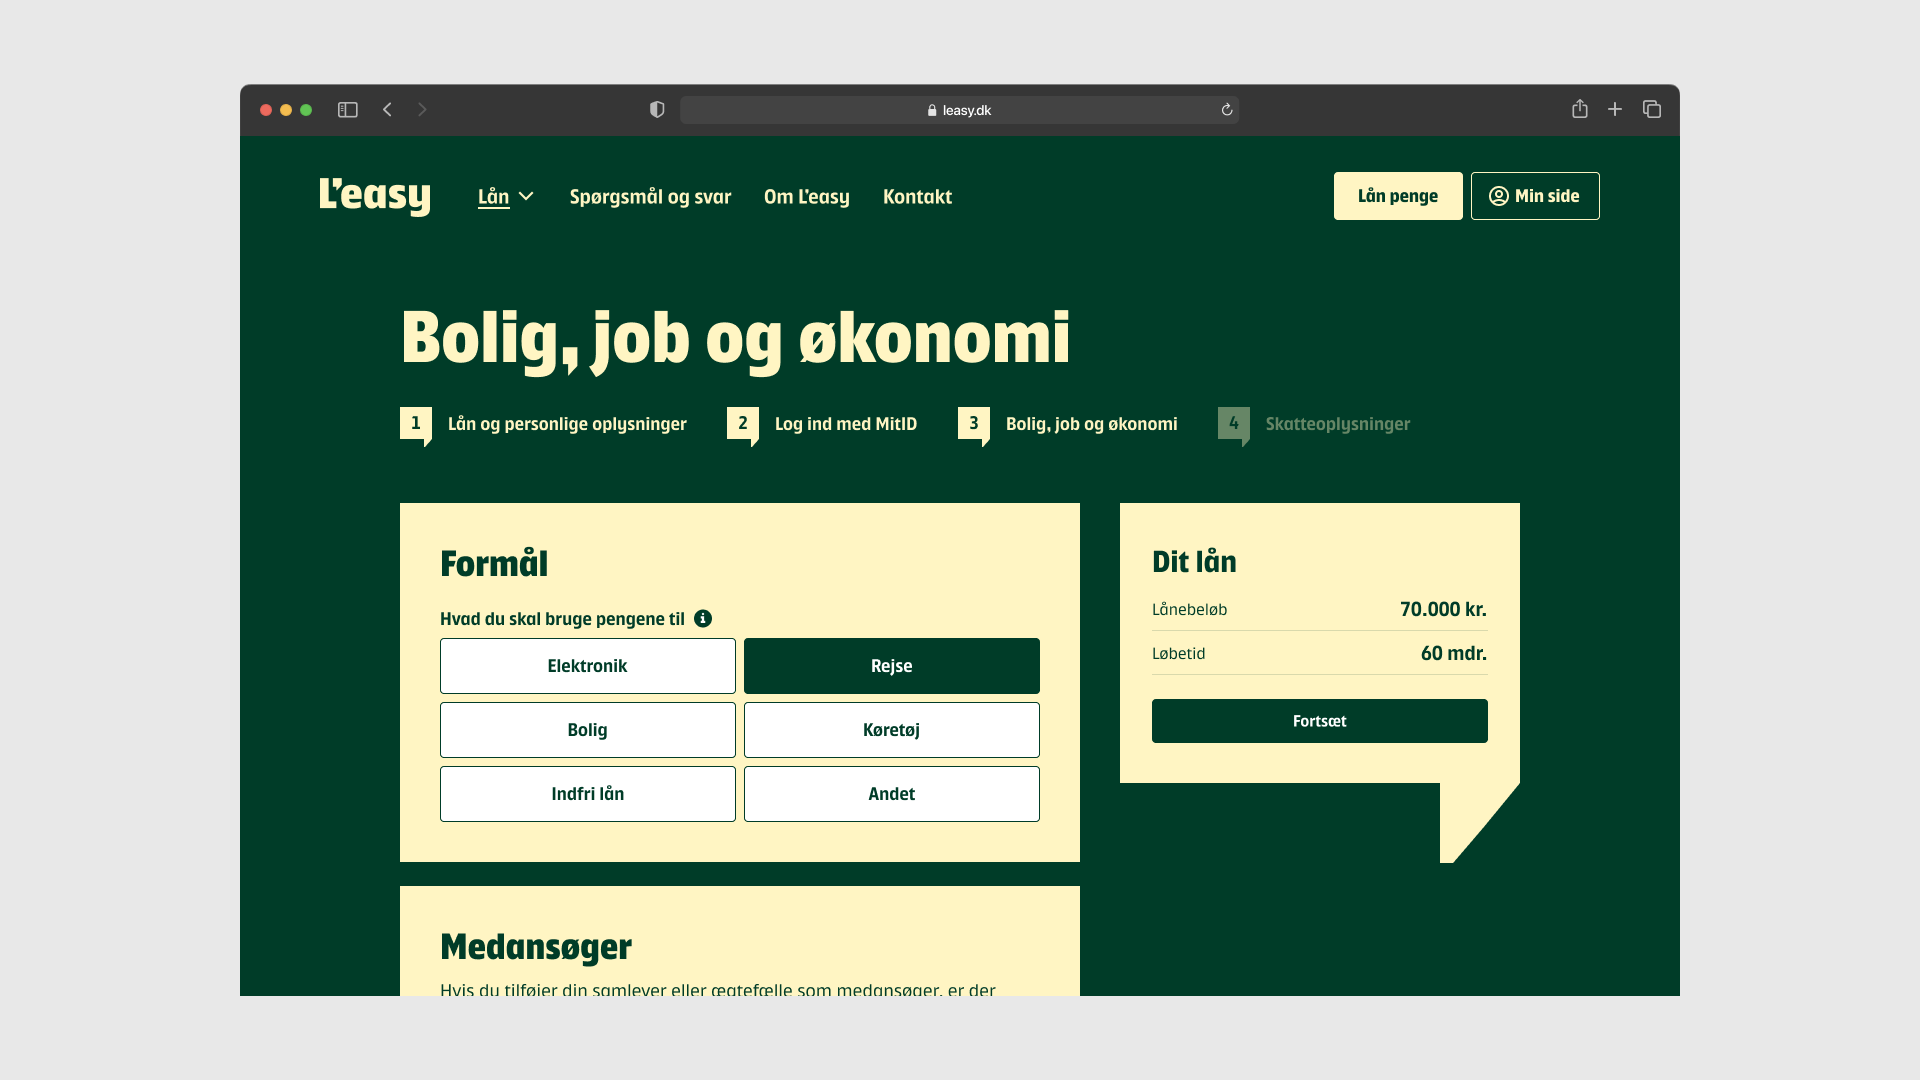 leasy.dk
L'easy
Lån
Spørgsmål og svar
Om L'easy
Kontakt
Lån penge
Min side
Bolig, job og økonomi
1 Lån og personlige oplysninger
2 Log ind med MitID
3 Bolig, job og økonomi
4 Skatteoplysninger
Formål
Hvad du skal bruge pengene til
Elektronik
Rejse
Bolig
Køretøj
Indfri lån
Andet
Dit lån
Lånebeløb 70.000 kr.
Løbetid 60 mdr.
Fortsæt
Medansøger
Hvis du tilføjer din samlever eller ægtefælle som medansøger, er der